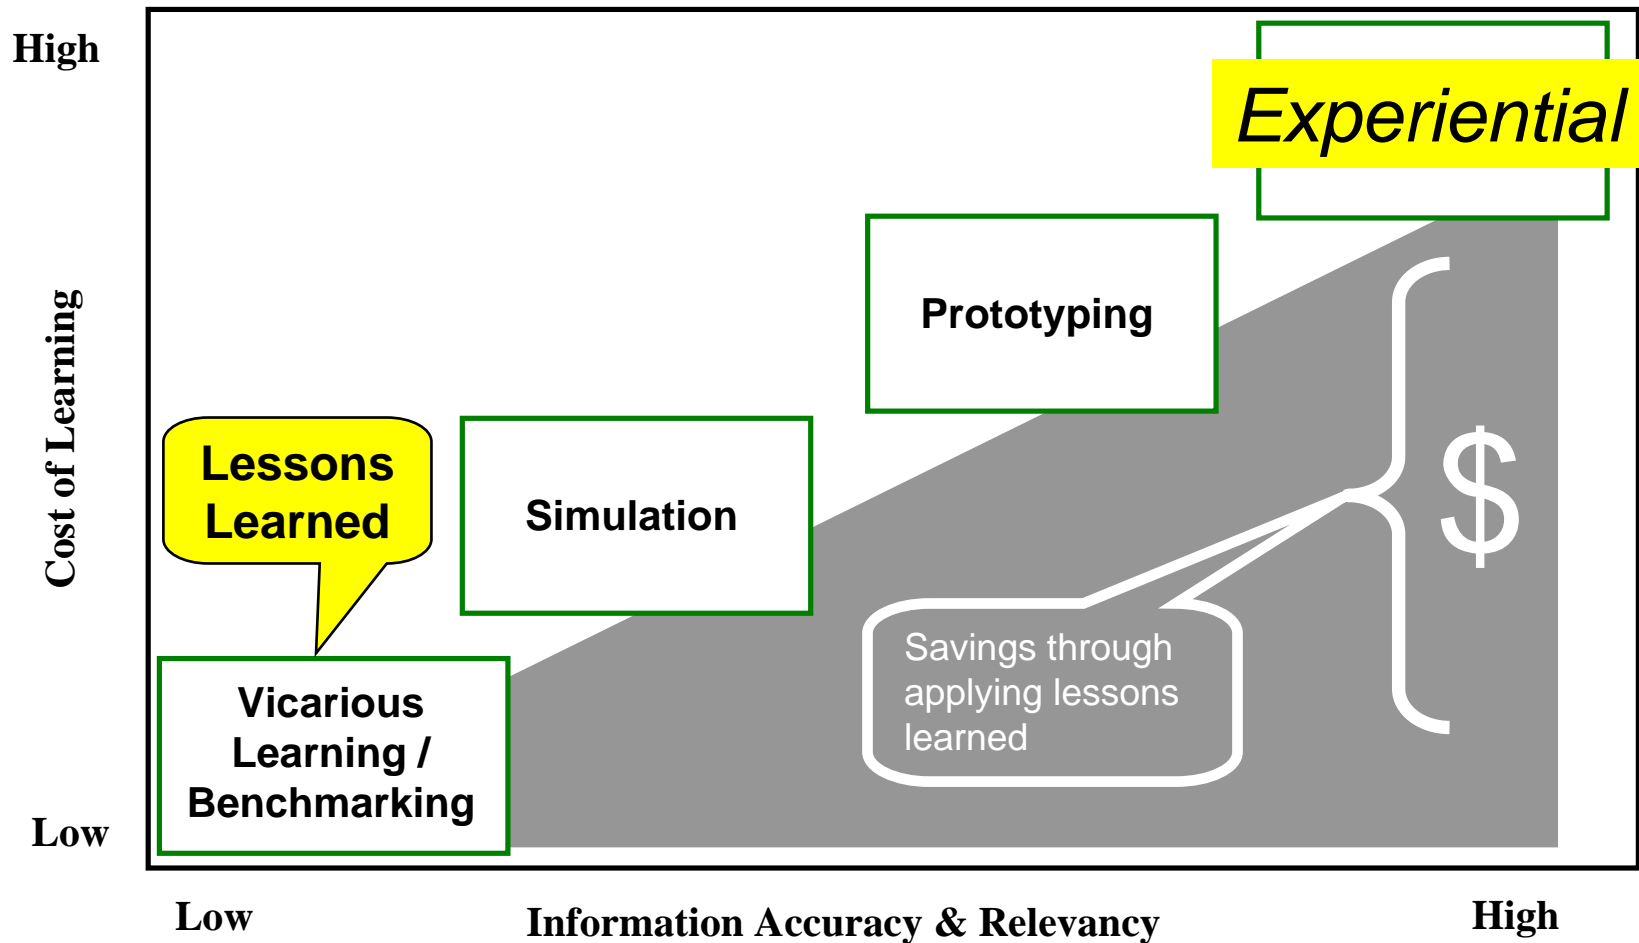 High
Experiential
Prototyping
Cost of Learning
Lessons
Learned
Simulation
$
Savings through
applying lessons
learned
Vicarious
Learning /
Benchmarking
Low
Low
Information Accuracy & Relevancy
High